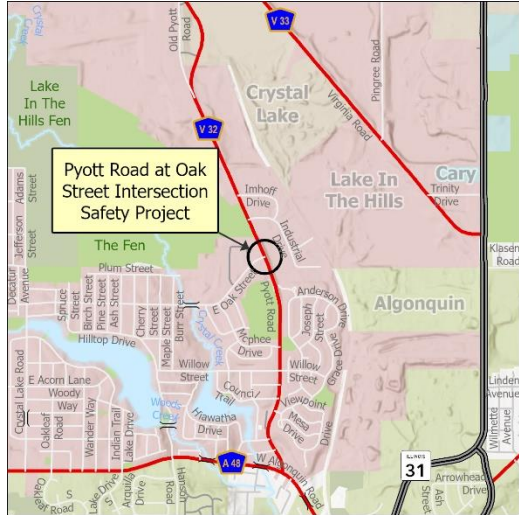 Crystal
Creek
Old Pyott
Road
V 33
Pingree Road
Crystal
Lake
Virginia Road
Lake
In The
Hills Fen
V 32
Pyott Road at Oak
Street Intersection
Safety Project
Lake In
The Hills
Cary
Trinity
Drive
Imhoff
Drive
Industrial
Drive
Adams
Street
Jefferson
Street
The Fen
Klasen
Road
Decatur
Avenue
Plum Street
E Oak Street
Pyott Road
Anderson Drive
Algonquin
Spruce
Street
Birch Street
Pine Street
Ash Street
Cherry
Street
Maple Street
Burr Street
Crystal
Creek
Joseph
Street
Grace Drive
Hilltop Drive
Mcphee
Drive
Willow
Street
Willow
Street
Crystal Lake Road
E Acorn Lane
Woody
Way
Council
Trail
Viewpoint
Linden
Avenue
Wilmette
Avenue
Oakleaf
Road
Wander Way
Indian Trail
Lake Drive
Woods
Creek
Hiawatha
Drive
Mesa
Drive
A 48
W Algonquin Road
ILLINOIS
31
Oakleaf
Road
Lake Drive
S
Arquilla
Drive
Hanson
Road
Ash
Street
Arrowhead
Drive